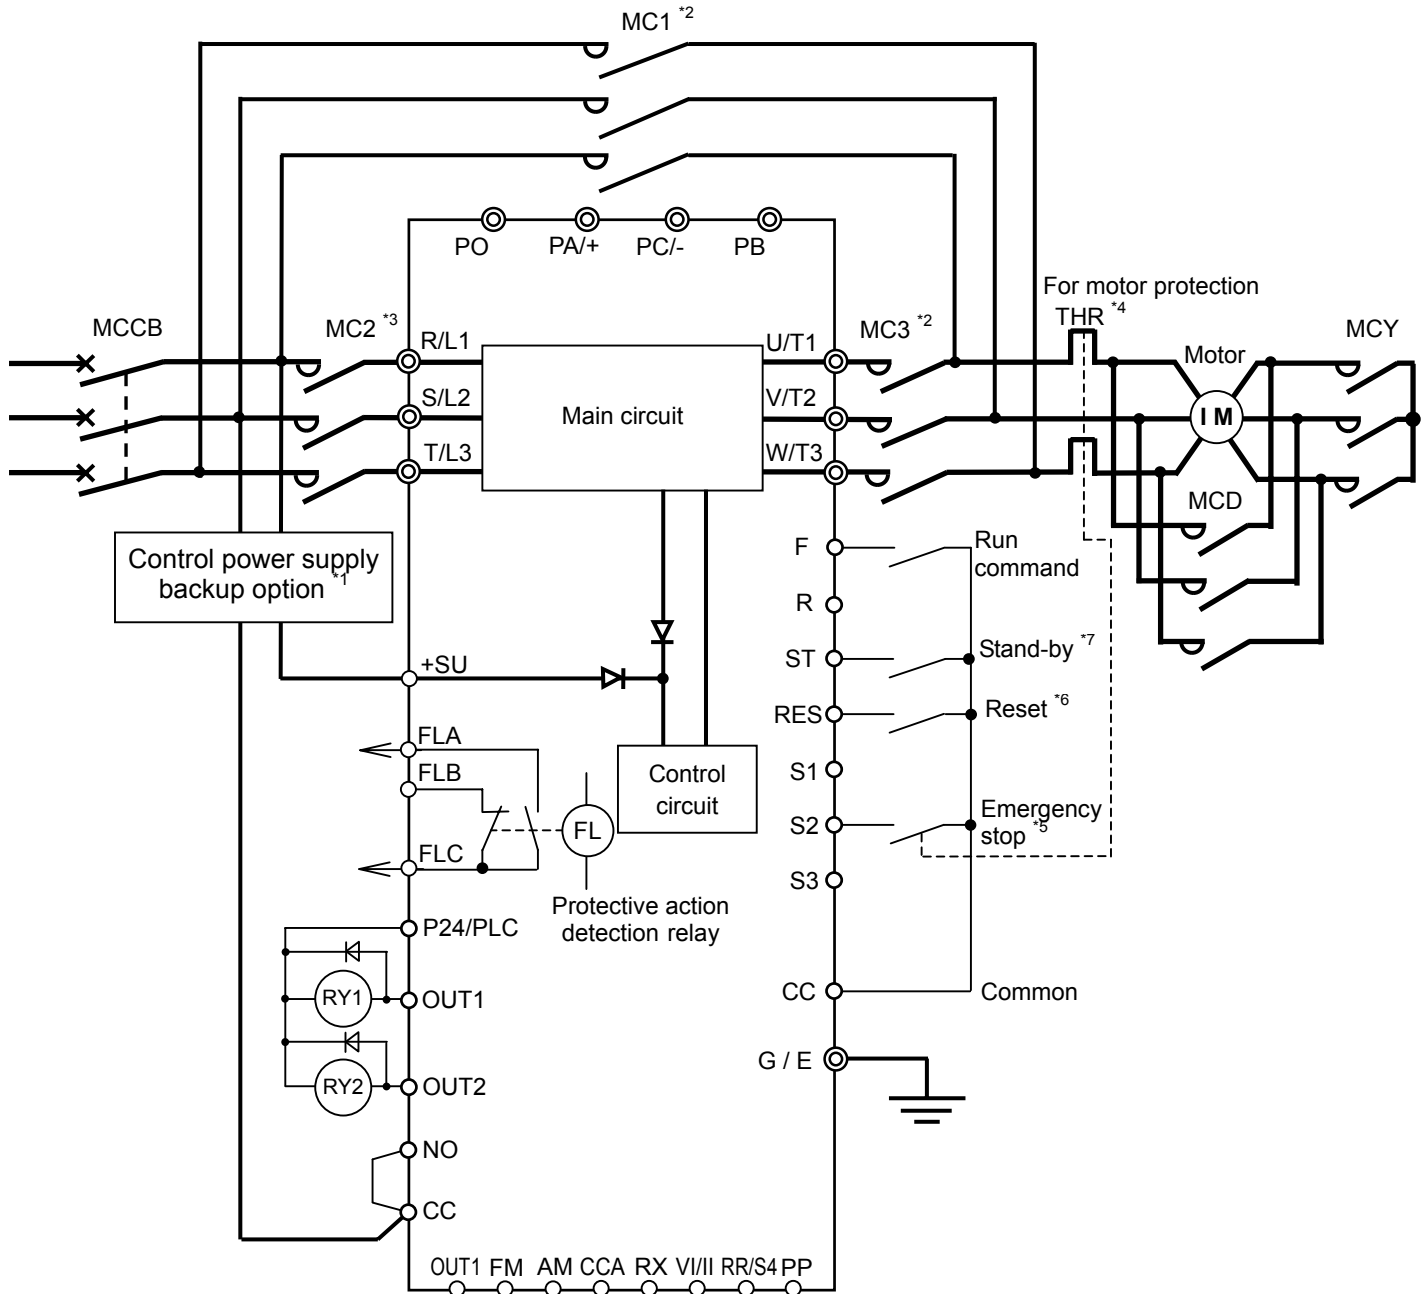 MC1 *2
PO
PA/+
PC/-
PB
For motor protection
THR *4
MCCB
MC2 *3
R/L1
U/T1
MC3 *2
Motor
MCY
S/L2
Main circuit
V/T2
I M
T/L3
W/T3
MCD
Control power supply
backup option *1
F
Run
command
R
+SU
ST
Stand-by *7
RES
Reset *6
FLA
FLB
Control
circuit
S1
FL
S2
Emergency
stop *5
FLC
S3
Protective action
detection relay
P24/PLC
RY1
OUT1
CC
Common
G / E
RY2
OUT2
NO
CC
OUT1 FM AM CCA RX VI/II RR/S4 PP